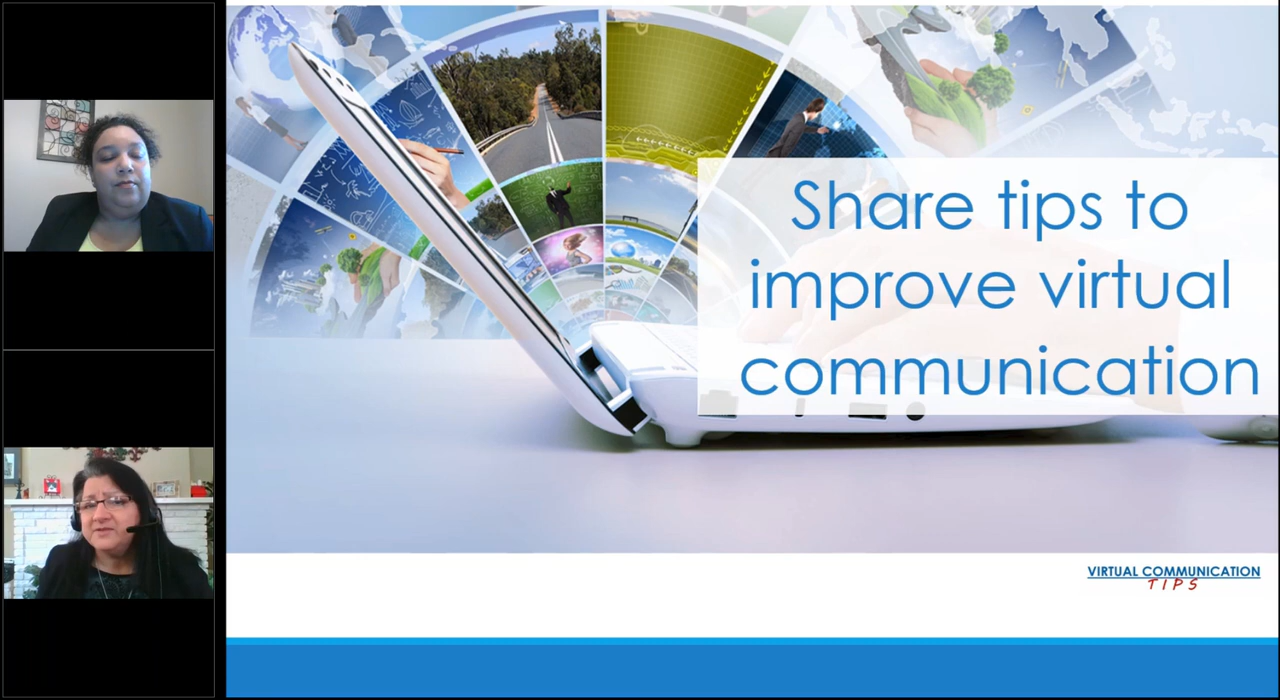 Share tips to
improve virtual
communication
VIRTUAL COMMUNICATION
TIPS